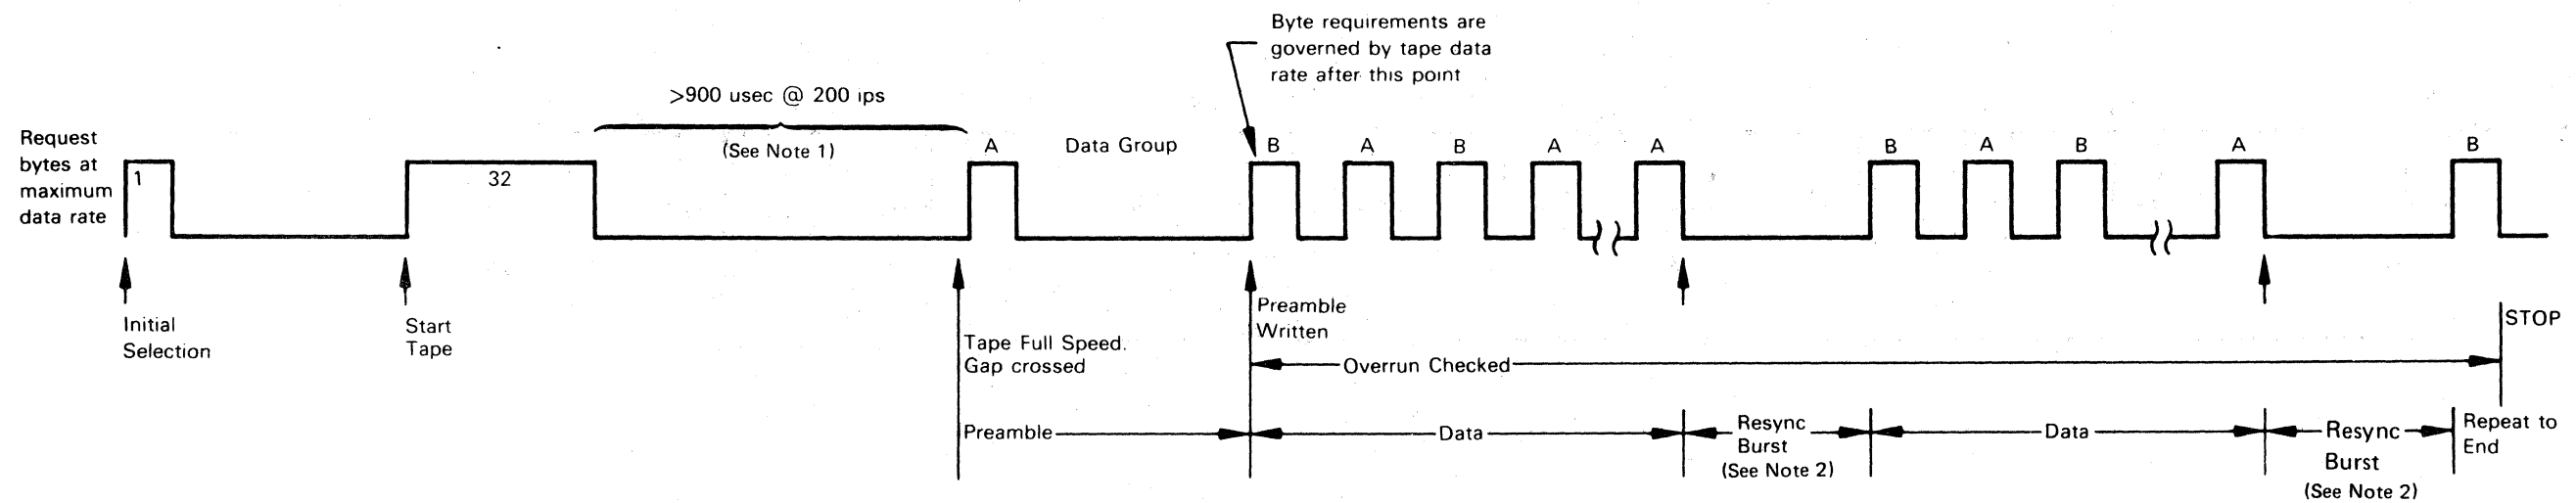 Byte requirements are
governed by tape data
rate after this point
>900 usec @ 200 ips
(See Note 1)
Request
bytes at
maximum
data rate
1
32
A
Data Group
B
A
B
A
A
B
A
B
A
B
Initial
Selection
Start
Tape
Tape Full Speed.
Gap crossed
Preamble
Written
STOP
Overrun Checked
Preamble
Data
Resync
Burst
(See Note 2)
Data
Resync
Burst
(See Note 2)
Repeat to
End